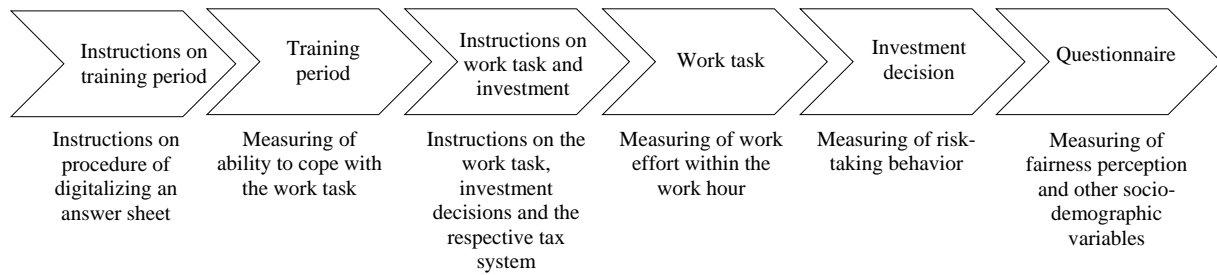 Instructions on
training period
Training
period
Instructions on
work task and
investment
Work task
Investment
decision
Questionnaire
Instructions on
procedure of
digitalizing an
answer sheet
Measuring of
ability to cope with
the work task
Instructions on the
work task,
investment
decisions and the
respective tax
system
Measuring of work
effort within the
work hour
Measuring of risk-
taking behavior
Measuring of
fairness perception
and other socio-
demographic
variables